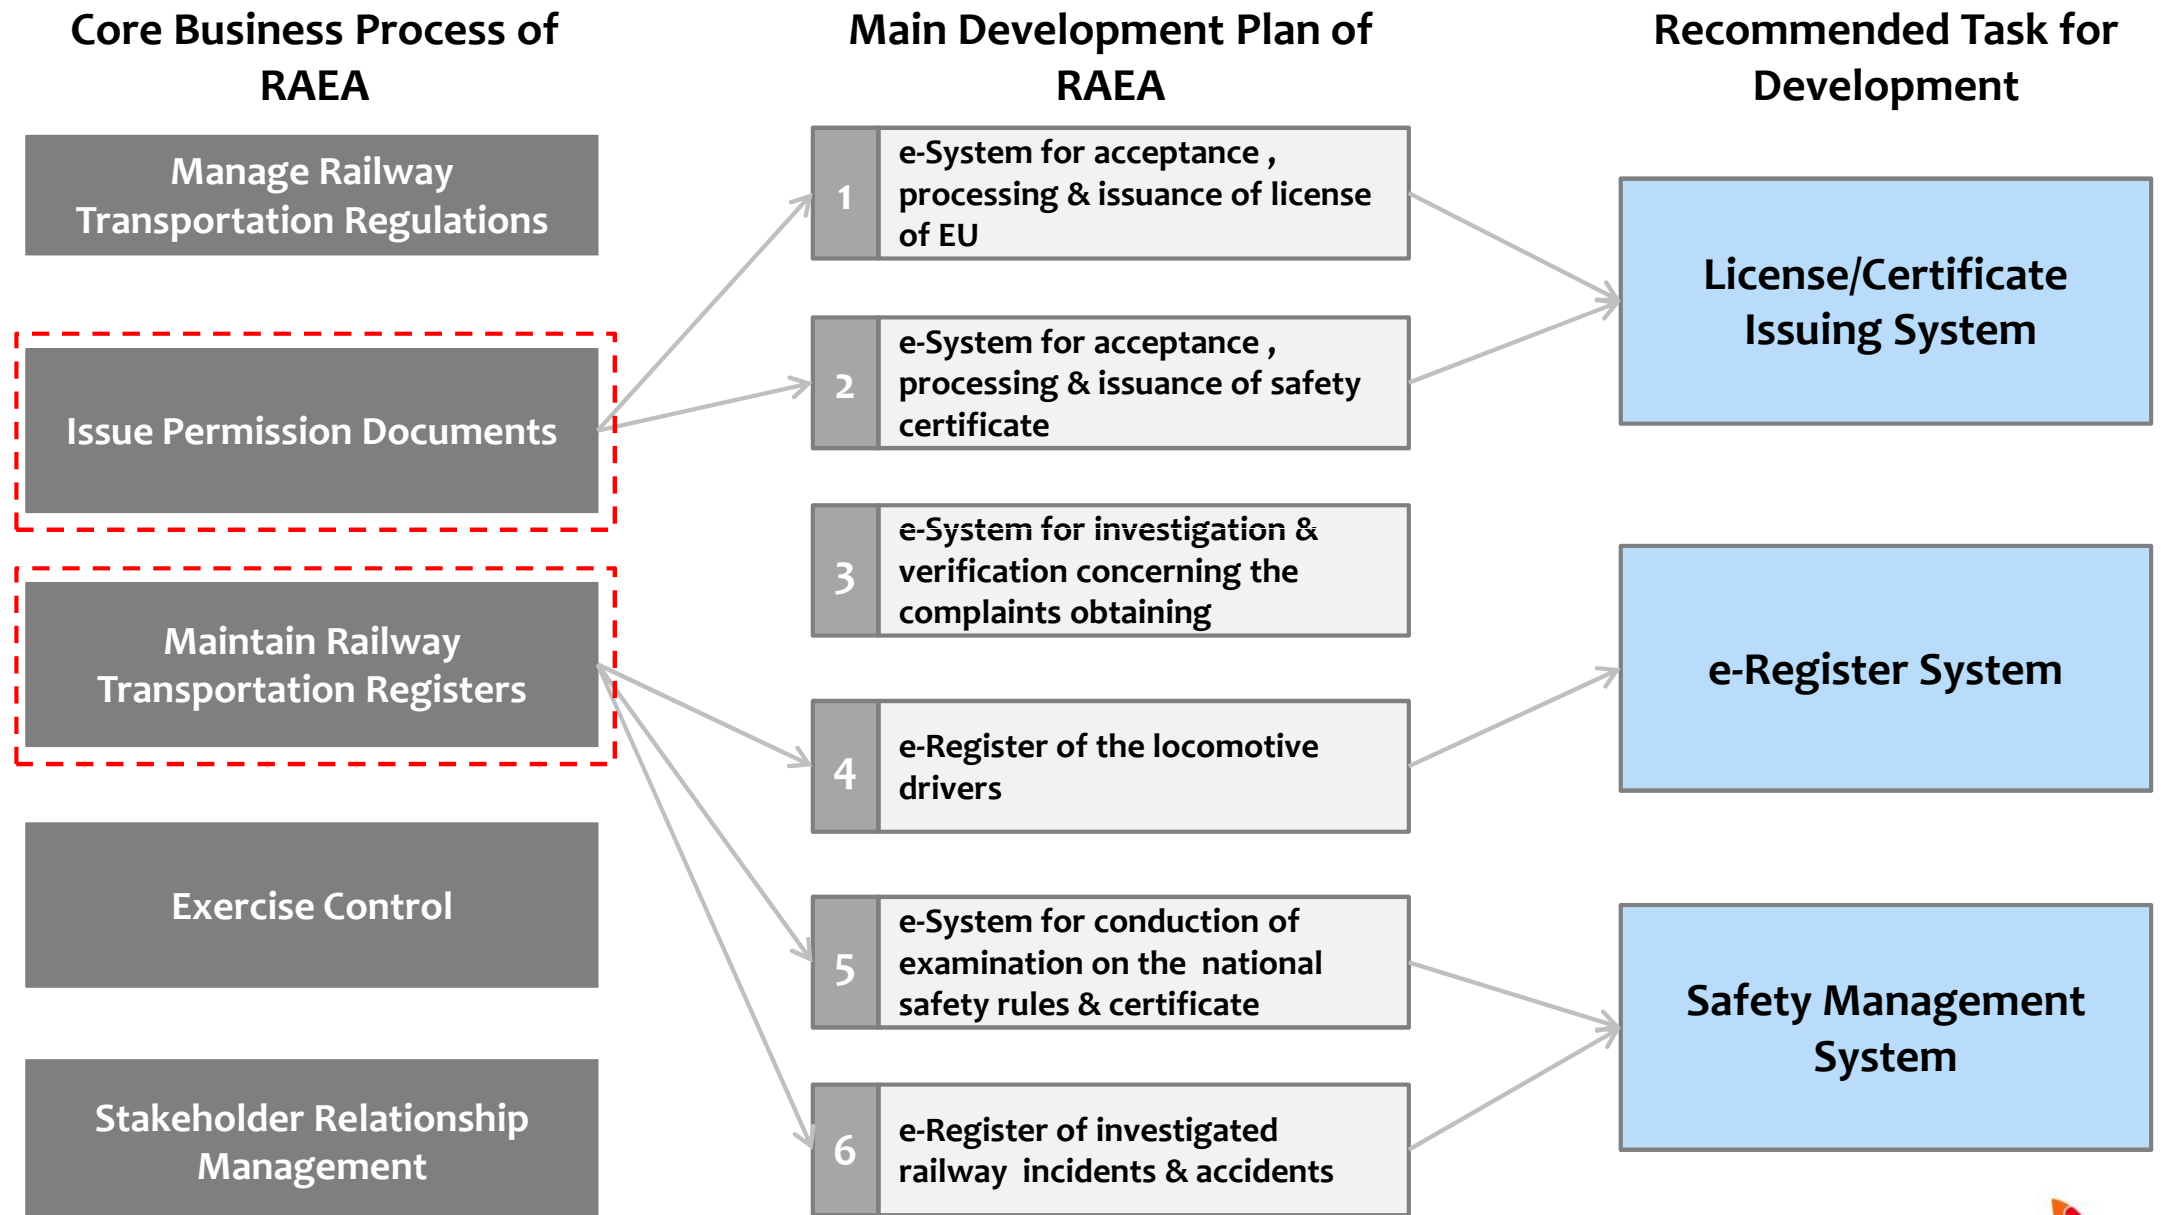 Core Business Process of
RAEA
Manage Railway
Transportation Regulations
Issue Permission Documents
Maintain Railway
Transportation Registers
Exercise Control
Stakeholder Relationship
Management
Main Development Plan of
RAEA
1
e-System for acceptance ,
processing & issuance of license
of EU
2
e-System for acceptance ,
processing & issuance of safety
certificate
3
e-System for investigation &
verification concerning the
complaints obtaining
4
e-Register of the locomotive
drivers
5
e-System for conduction of
examination on the national
safety rules & certificate
6
e-Register of investigated
railway incidents & accidents
Recommended Task for
Development
License/Certificate
Issuing System
e-Register System
Safety Management
System